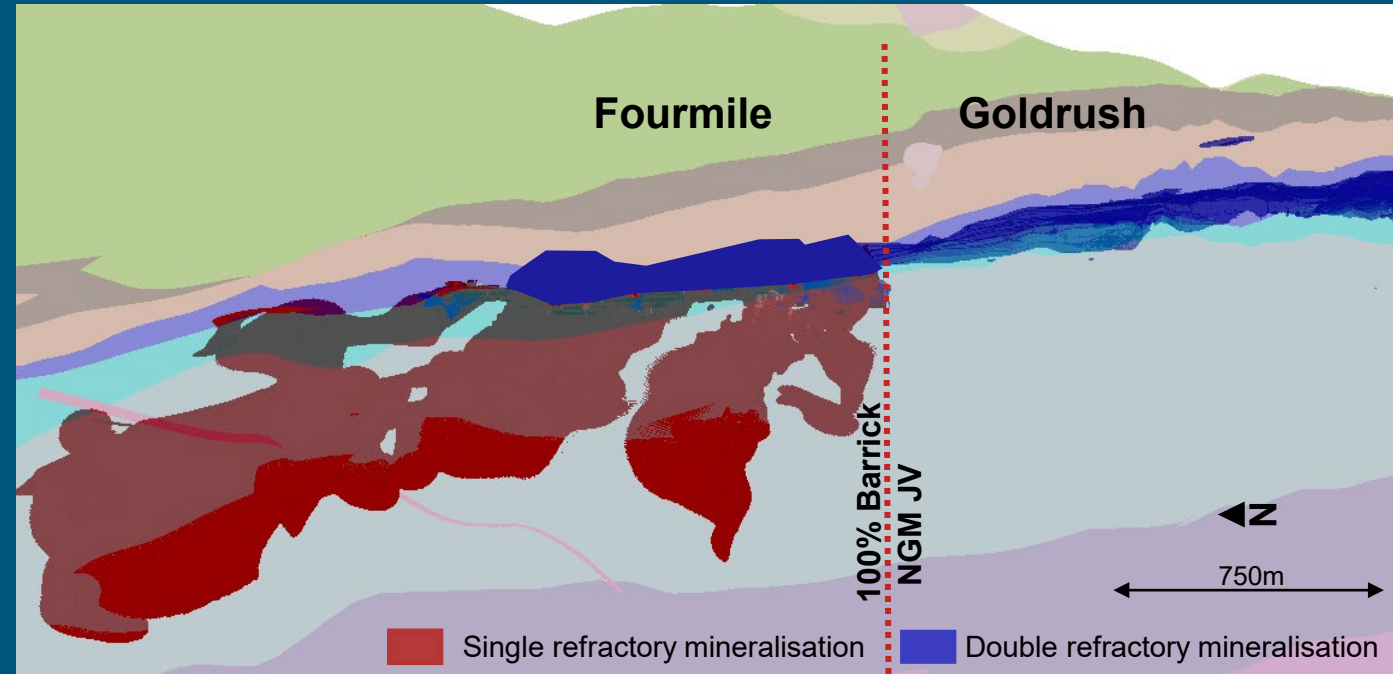 Fourmile
Goldrush
100% Barrick
NGM JV
N
750m
Single refractory mineralisation
Double refractory mineralisation